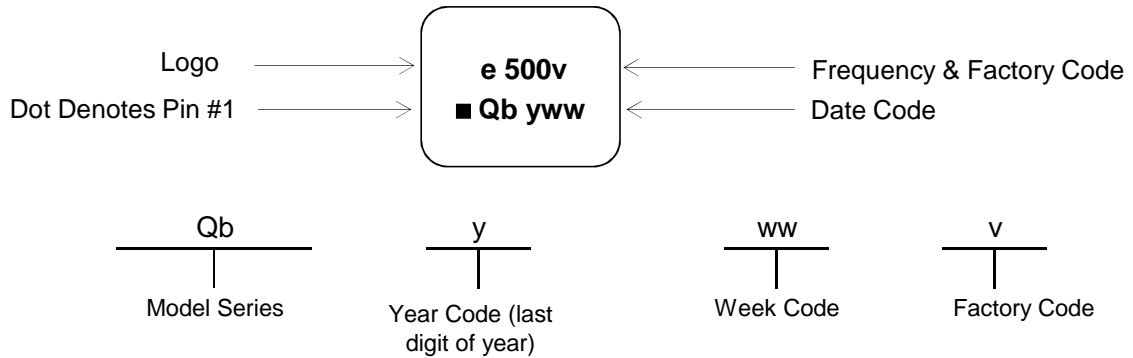 Logo
e 500v
Frequency & Factory Code
Dot Denotes Pin #1
■ Qb yww
Date Code
Qb
y
ww
v
Model Series
Year Code (last
digit of year)
Week Code
Factory Code